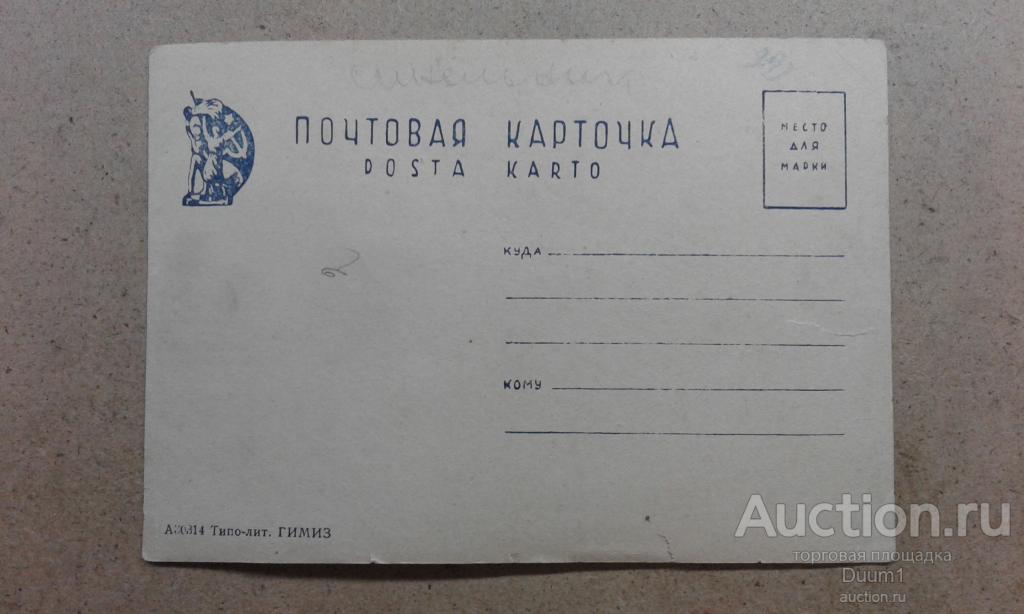 ПОЧТОВАЯ КАРТОЧКА
POSTA KARTO
МЕСТО
ДЛЯ
МАРКИ
КУДА
КОМУ
Типо-лит. ГИМИЗ
Auction.ru
торговая площадка
Duum1
auction.ru